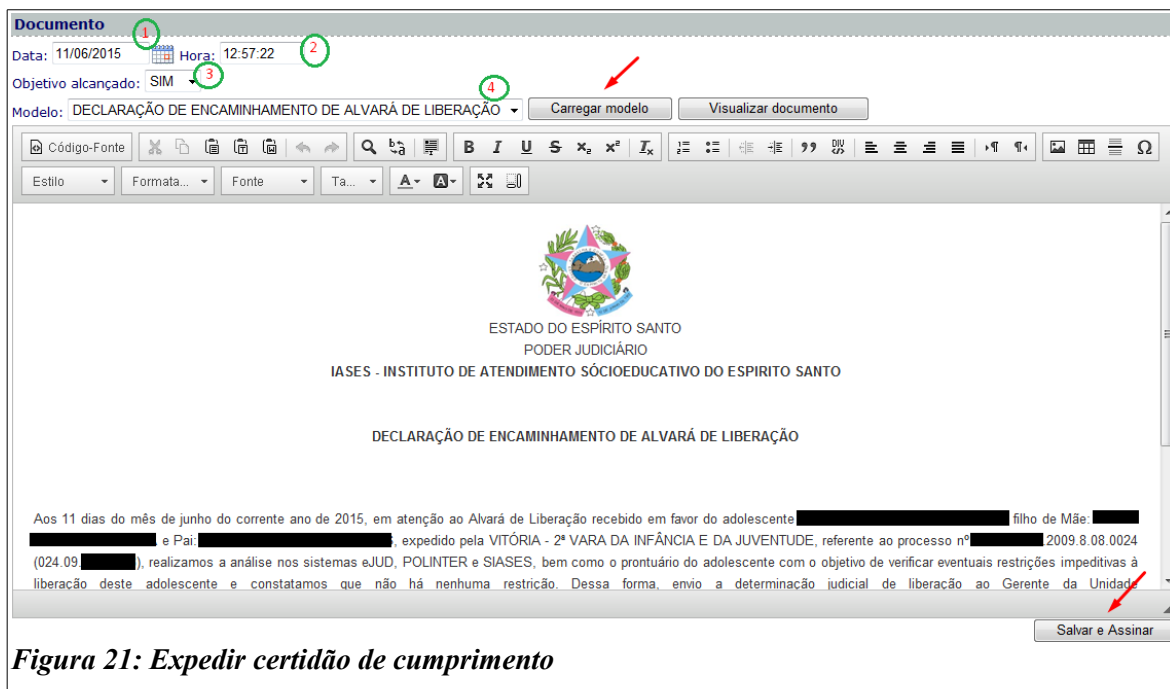 Documento
1
Data: 11/06/2015 Hora: 12:57:22 2
Objetivo alcançado: SIM 3
4
Modelo: DECLARAÇÃO DE ENCAMINHAMENTO DE ALVARÁ DE LIBERAÇÃO Carregar modelo Visualizar documento
Código-Fonte B I U S x₂ x² Ix
Estilo Formata... Fonte Ta... A A
ESTADO DO ESPÍRITO SANTO
PODER JUDICIÁRIO
IASES - INSTITUTO DE ATENDIMENTO SÓCIOEDUCATIVO DO ESPIRITO SANTO
DECLARAÇÃO DE ENCAMINHAMENTO DE ALVARÁ DE LIBERAÇÃO
Aos 11 dias do mês de junho do corrente ano de 2015, em atenção ao Alvará de Liberação recebido em favor do adolescente filho de Mãe:
e Pai: , expedido pela VITÓRIA - 2ª VARA DA INFÂNCIA E DA JUVENTUDE, referente ao processo nº .2009.8.08.0024
(024.09. ), realizamos a análise nos sistemas eJUD, POLINTER e SIASES, bem como o prontuário do adolescente com o objetivo de verificar eventuais restrições impeditivas à
liberação deste adolescente e constatamos que não há nenhuma restrição. Dessa forma, envio a determinação judicial de liberação ao Gerente da Unidade
Salvar e Assinar
Figura 21: Expedir certidão de cumprimento